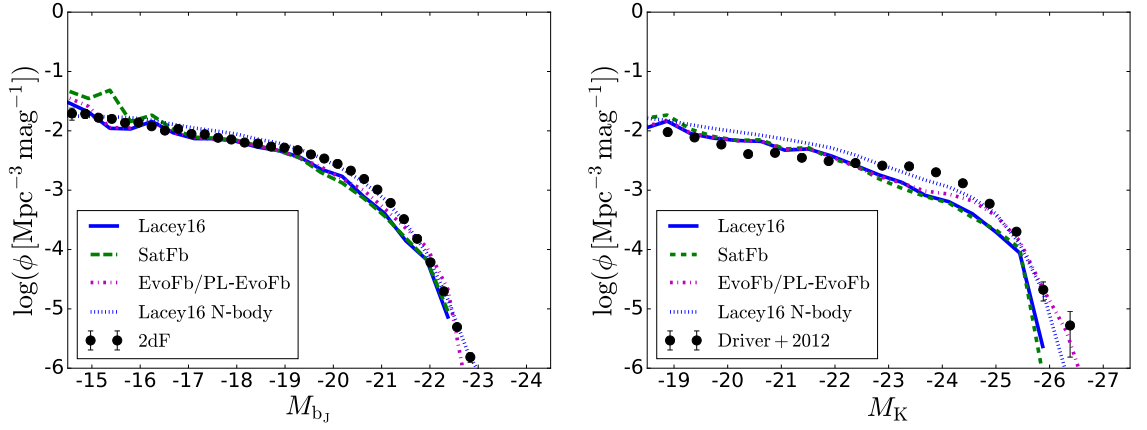 0
-1
-2
-3
-4
-5
-6
log(ϕ [Mpc⁻³ mag⁻¹])
Lacey16
SatFb
EvoFb/PL-EvoFb
Lacey16 N-body
2dF
-15 -16 -17 -18 -19 -20 -21 -22 -23 -24
M_bJ
0
-1
-2
-3
-4
-5
-6
log(ϕ [Mpc⁻³ mag⁻¹])
Lacey16
SatFb
EvoFb/PL-EvoFb
Lacey16 N-body
Driver+2012
-19 -20 -21 -22 -23 -24 -25 -26 -27
M_K